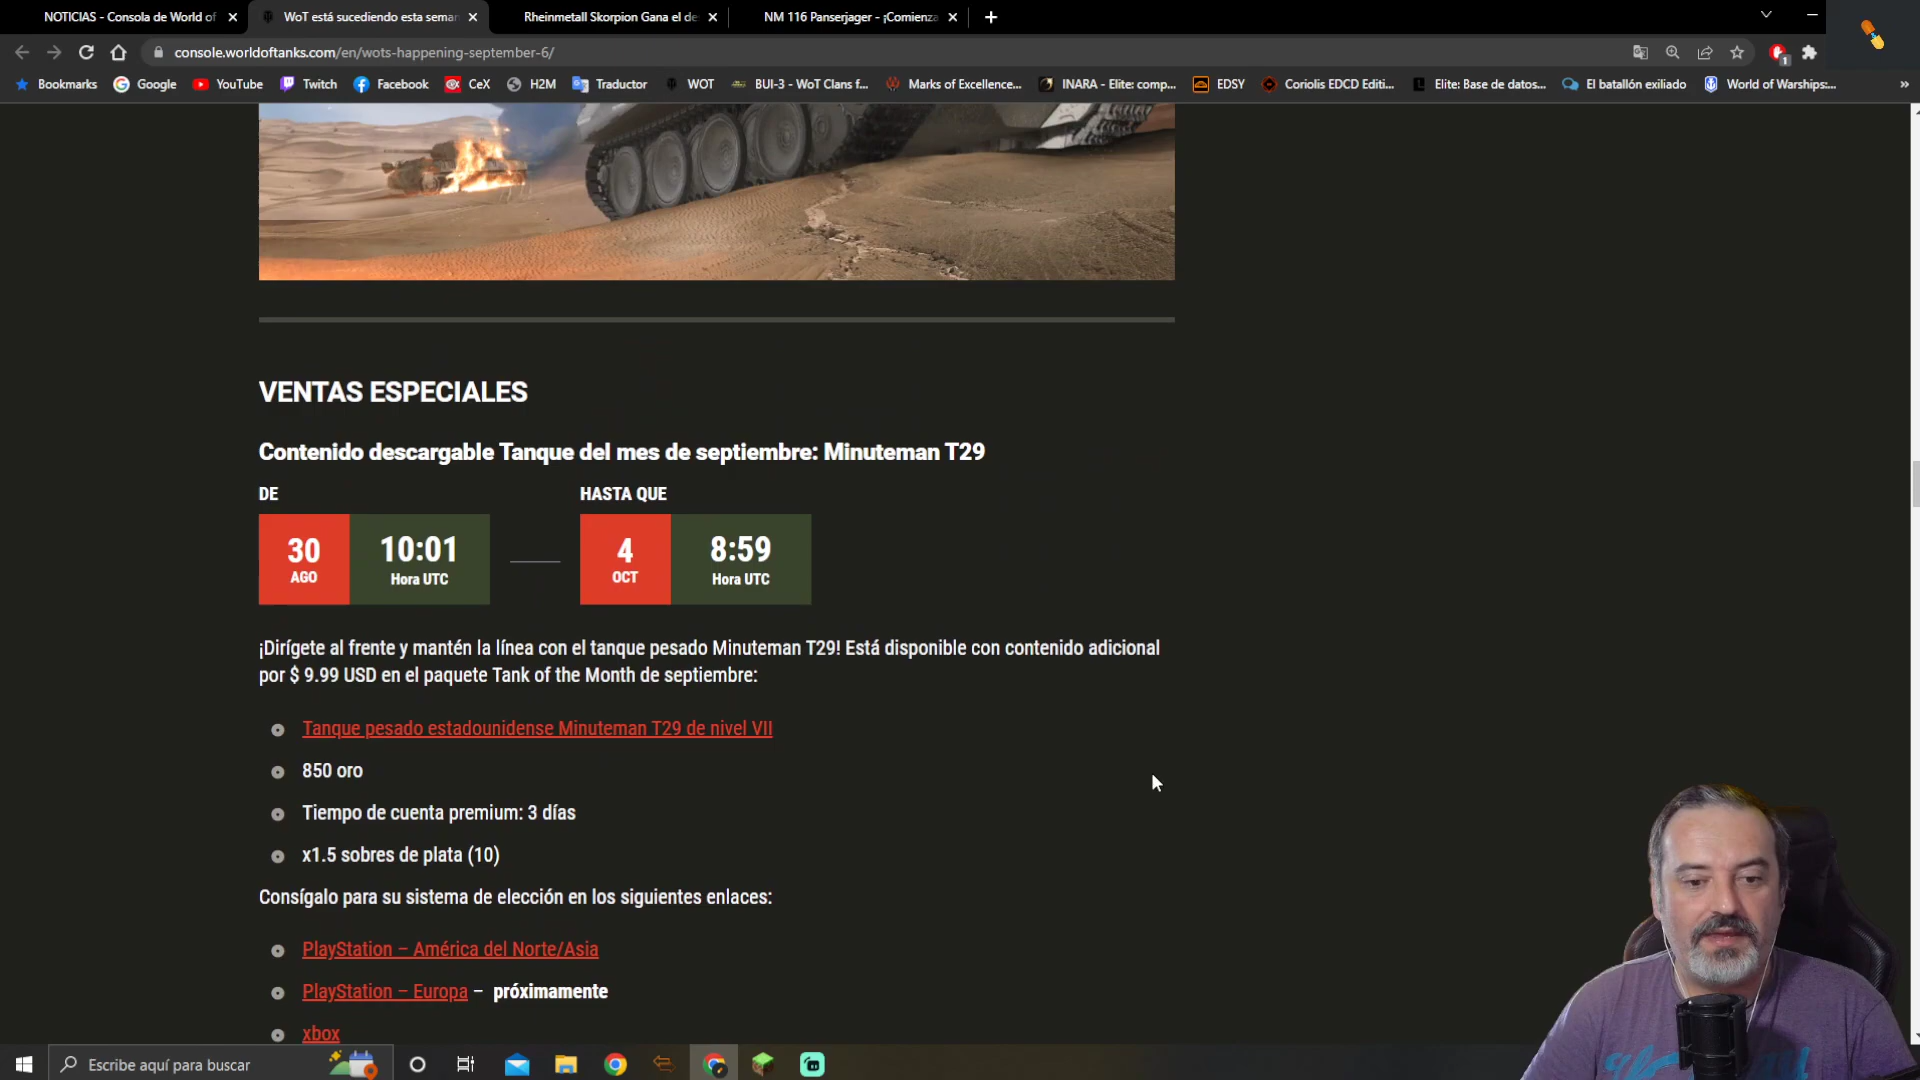 NOTICIAS - Consola de World of
WoT está sucediendo esta seman
Rheinmetall Skorpion Gana el de
NM 116 Panserjager - ¡Comienza
console.worldoftanks.com/en/wots-happening-september-6/
1
Bookmarks
Google
YouTube
Twitch
Facebook
CeX
H2M
Traductor
WOT
BUI-3 - WoT Clans f...
Marks of Excellence...
INARA - Elite: comp...
EDSY
Coriolis EDCD Editi...
Elite: Base de datos...
El batallón exiliado
World of Warships:...
»
VENTAS ESPECIALES
Contenido descargable Tanque del mes de septiembre: Minuteman T29
DE
HASTA QUE
30
AGO
10:01
Hora UTC
4
OCT
8:59
Hora UTC
¡Dirígete al frente y mantén la línea con el tanque pesado Minuteman T29! Está disponible con contenido adicional
por $ 9.99 USD en el paquete Tank of the Month de septiembre:
Tanque pesado estadounidense Minuteman T29 de nivel VII
850 oro
Tiempo de cuenta premium: 3 días
x1.5 sobres de plata (10)
Consígalo para su sistema de elección en los siguientes enlaces:
PlayStation – América del Norte/Asia
PlayStation – Europa – próximamente
xbox
Escribe aquí para buscar